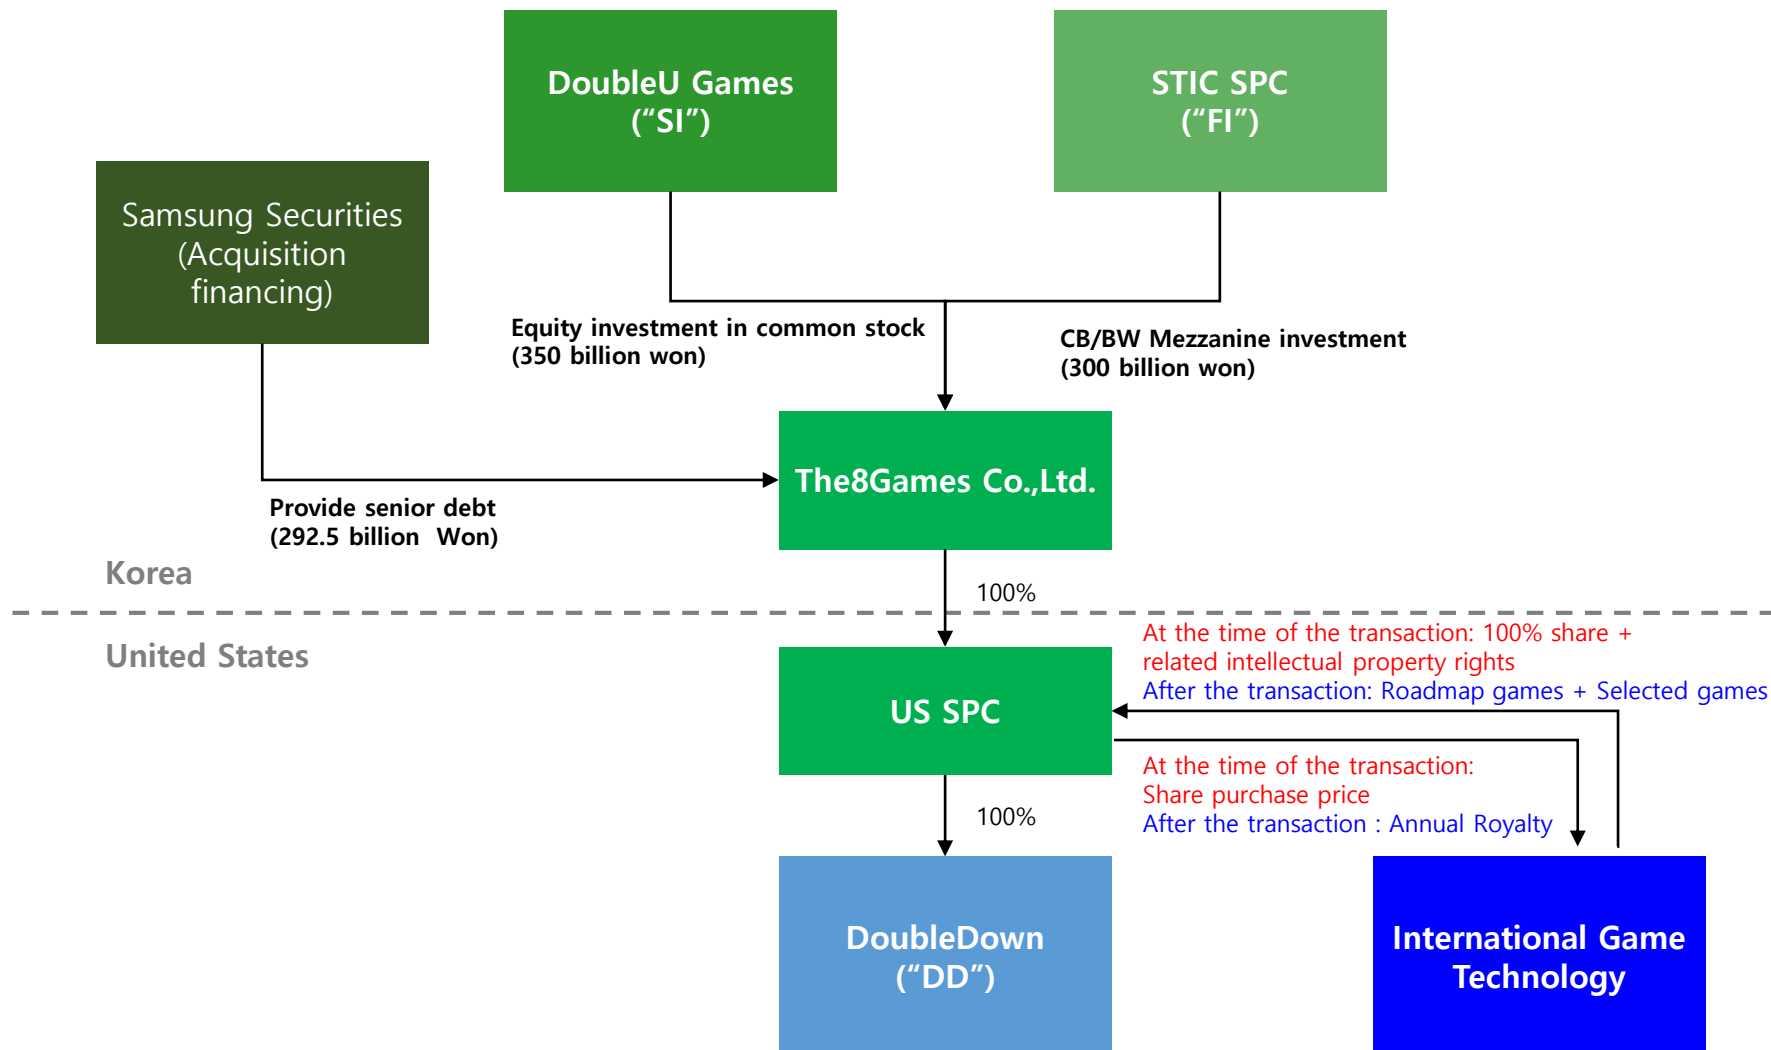 DoubleU Games
(“SI”)
STIC SPC
(“FI”)
Samsung Securities
(Acquisition
financing)
Equity investment in common stock
(350 billion won)
CB/BW Mezzanine investment
(300 billion won)
The8Games Co.,Ltd.
Provide senior debt
(292.5 billion  Won)
Korea
100%
United States
At the time of the transaction: 100% share +
related intellectual property rights
After the transaction: Roadmap games + Selected games
US SPC
At the time of the transaction:
Share purchase price
After the transaction : Annual Royalty
100%
DoubleDown
(“DD”)
International Game
Technology